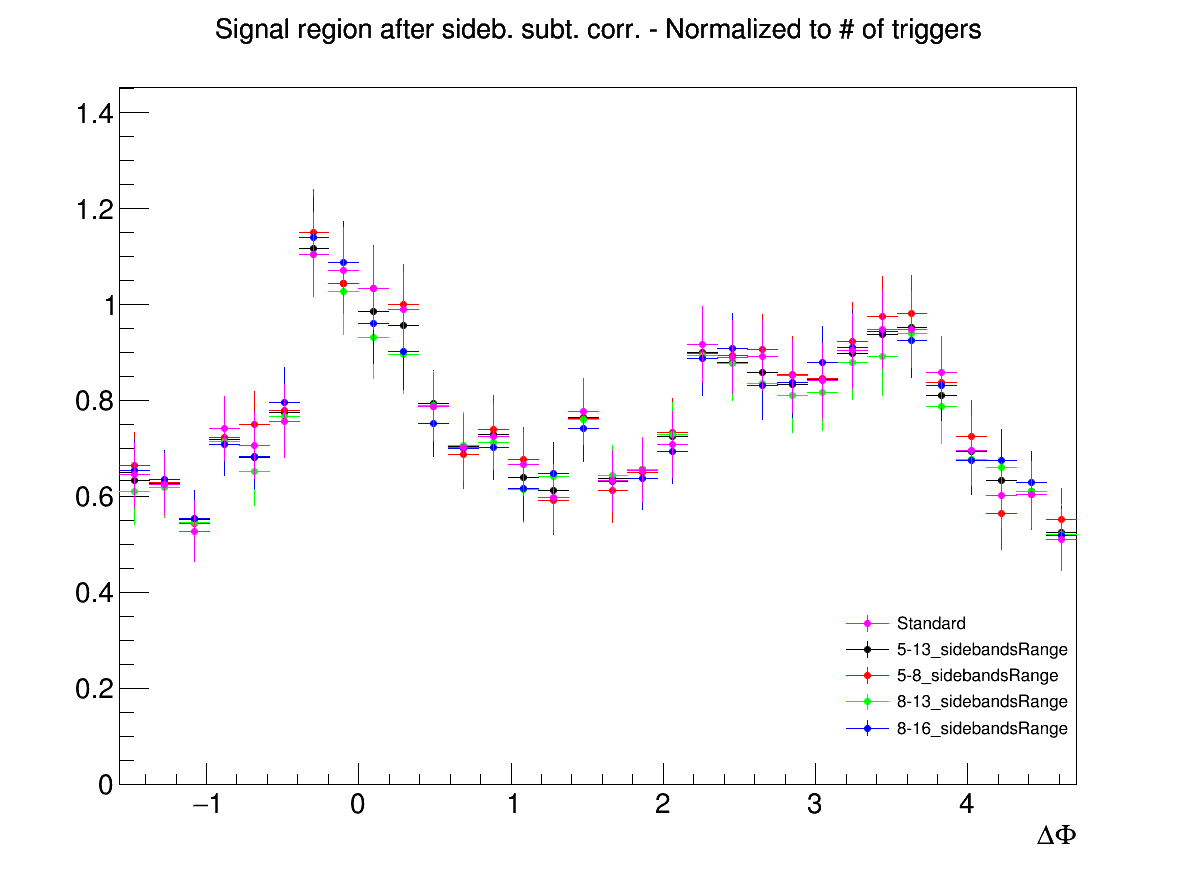 Signal region after sideb. subt. corr. - Normalized to # of triggers
1.4
1.2
1
0.8
0.6
0.4
0.2
0
−1 0 1 2 3 4
ΔΦ
Standard
5-13_sidebandsRange
5-8_sidebandsRange
8-13_sidebandsRange
8-16_sidebandsRange